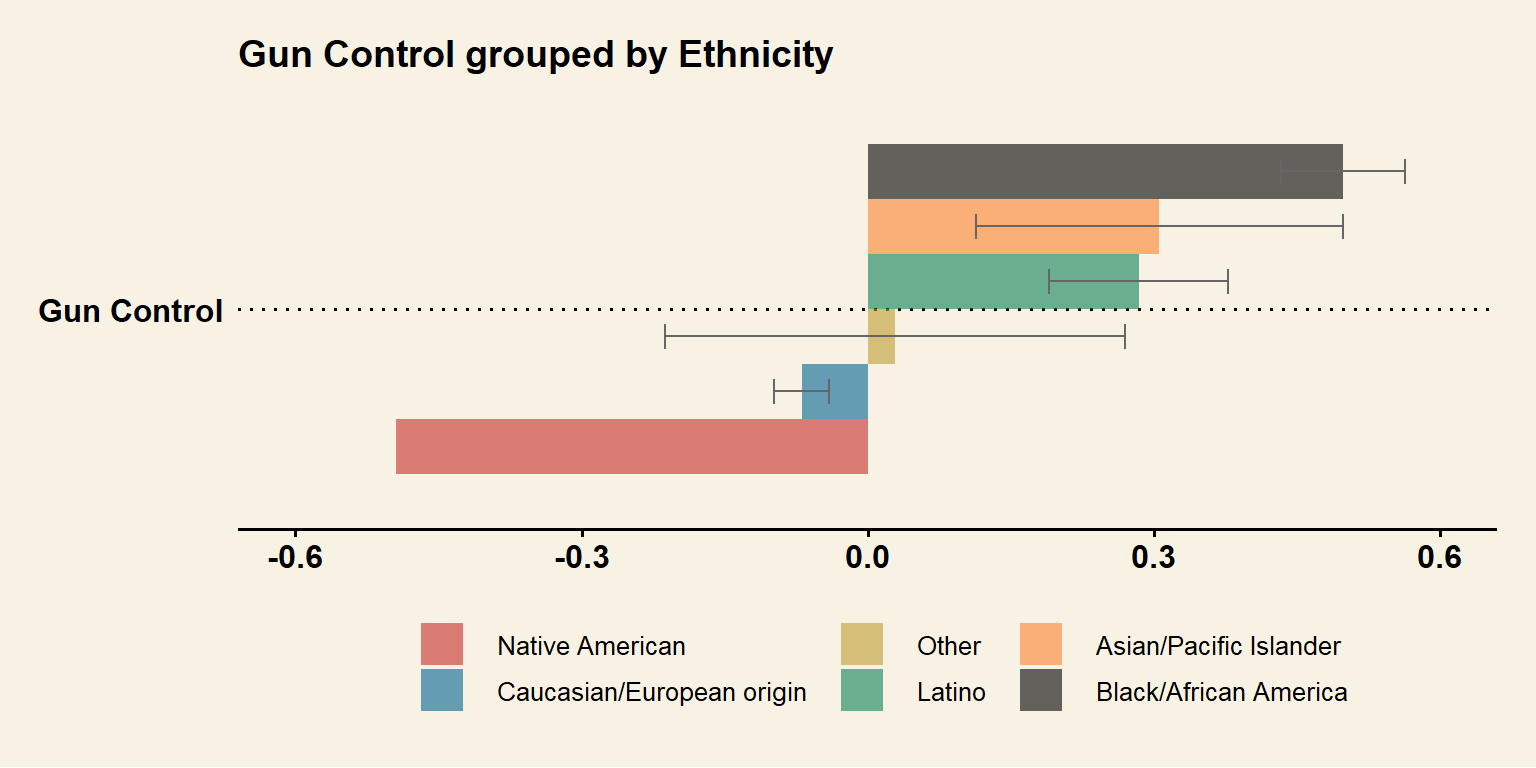 Gun Control grouped by Ethnicity
Gun Control
-0.6 -0.3 0.0 0.3 0.6
Native American Other Asian/Pacific Islander
Caucasian/European origin Latino Black/African America